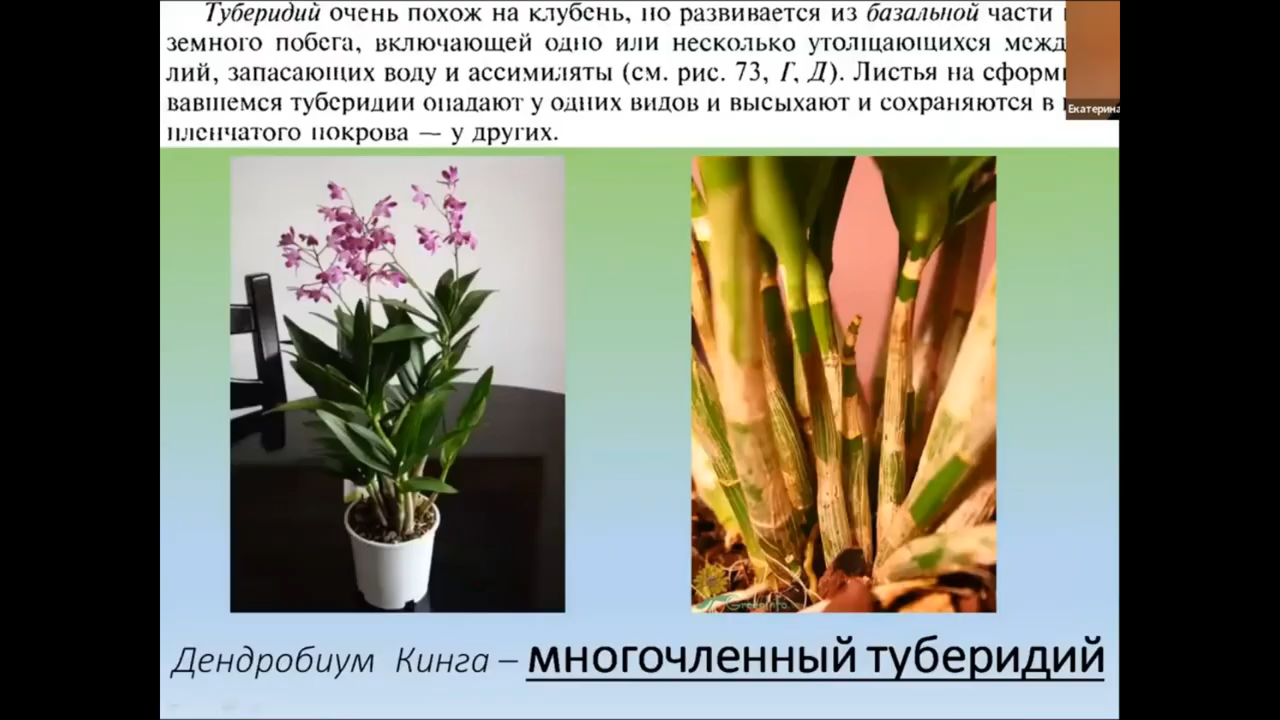 Туберидий очень похож на клубень, но развивается из базальной части
земного побега, включающей одно или несколько утолщающихся межд
лий, запасающих воду и ассимиляты (см. рис. 73, Г, Д). Листья на сформи
вавшемся туберидии опадают у одних видов и высыхают и сохраняются в
пленчатого покрова — у других.
Екатерина
GreenInfo
Дендробиум Кинга – многочленный туберидий